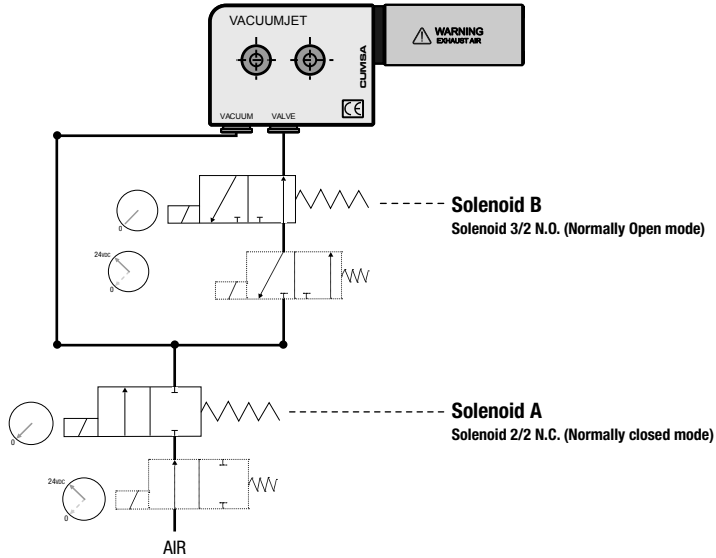 VACUUMJET
WARNING
EXHAUST AIR
CUMSA
CE
VACUUM
VALVE
0
Solenoid B
Solenoid 3/2 N.O. (Normally Open mode)
24VDC
0
0
Solenoid A
Solenoid 2/2 N.C. (Normally closed mode)
24VDC
0
AIR